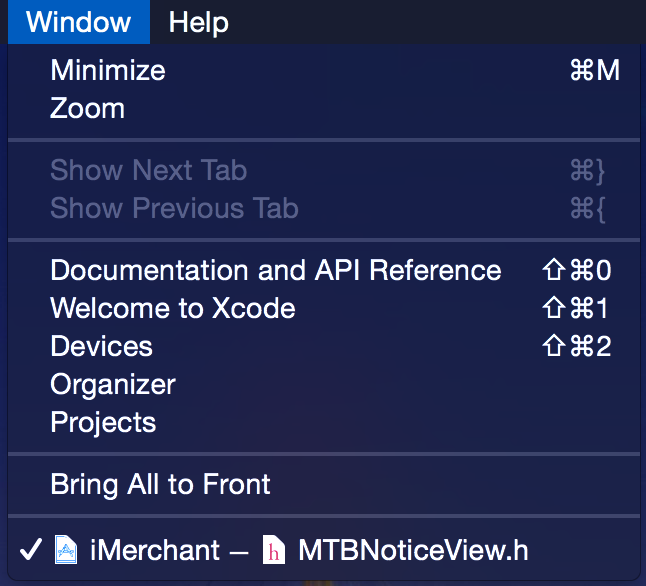 Window Help
Minimize ⌘M
Zoom
Show Next Tab ⌘}
Show Previous Tab ⌘{
Documentation and API Reference ⇧⌘0
Welcome to Xcode ⇧⌘1
Devices ⇧⌘2
Organizer
Projects
Bring All to Front
✓ iMerchant — h MTBNoticeView.h